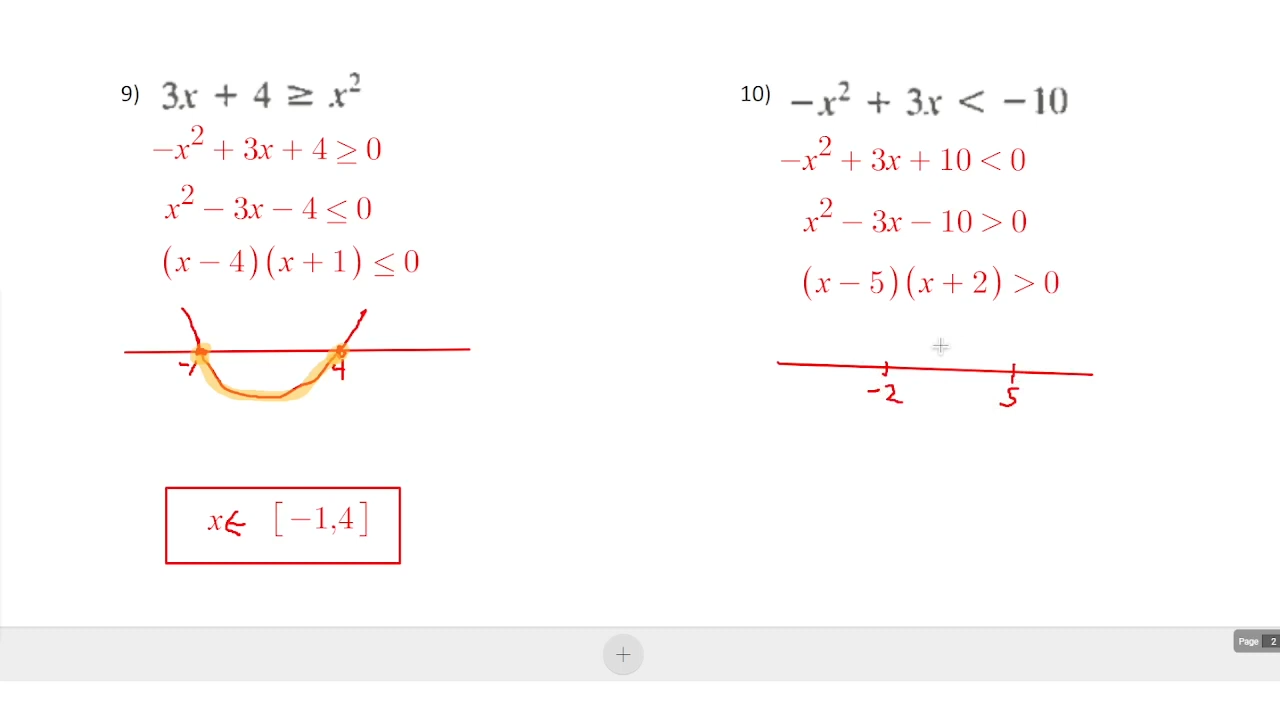 9) 3x + 4 ≥ x²
−x² + 3x + 4 ≥ 0
x² − 3x − 4 ≤ 0
(x − 4)(x + 1) ≤ 0
-1 4
x∈ [−1,4]
10) −x² + 3x < −10
−x² + 3x + 10 < 0
x² − 3x − 10 > 0
(x − 5)(x + 2) > 0
-2 5
Page 2